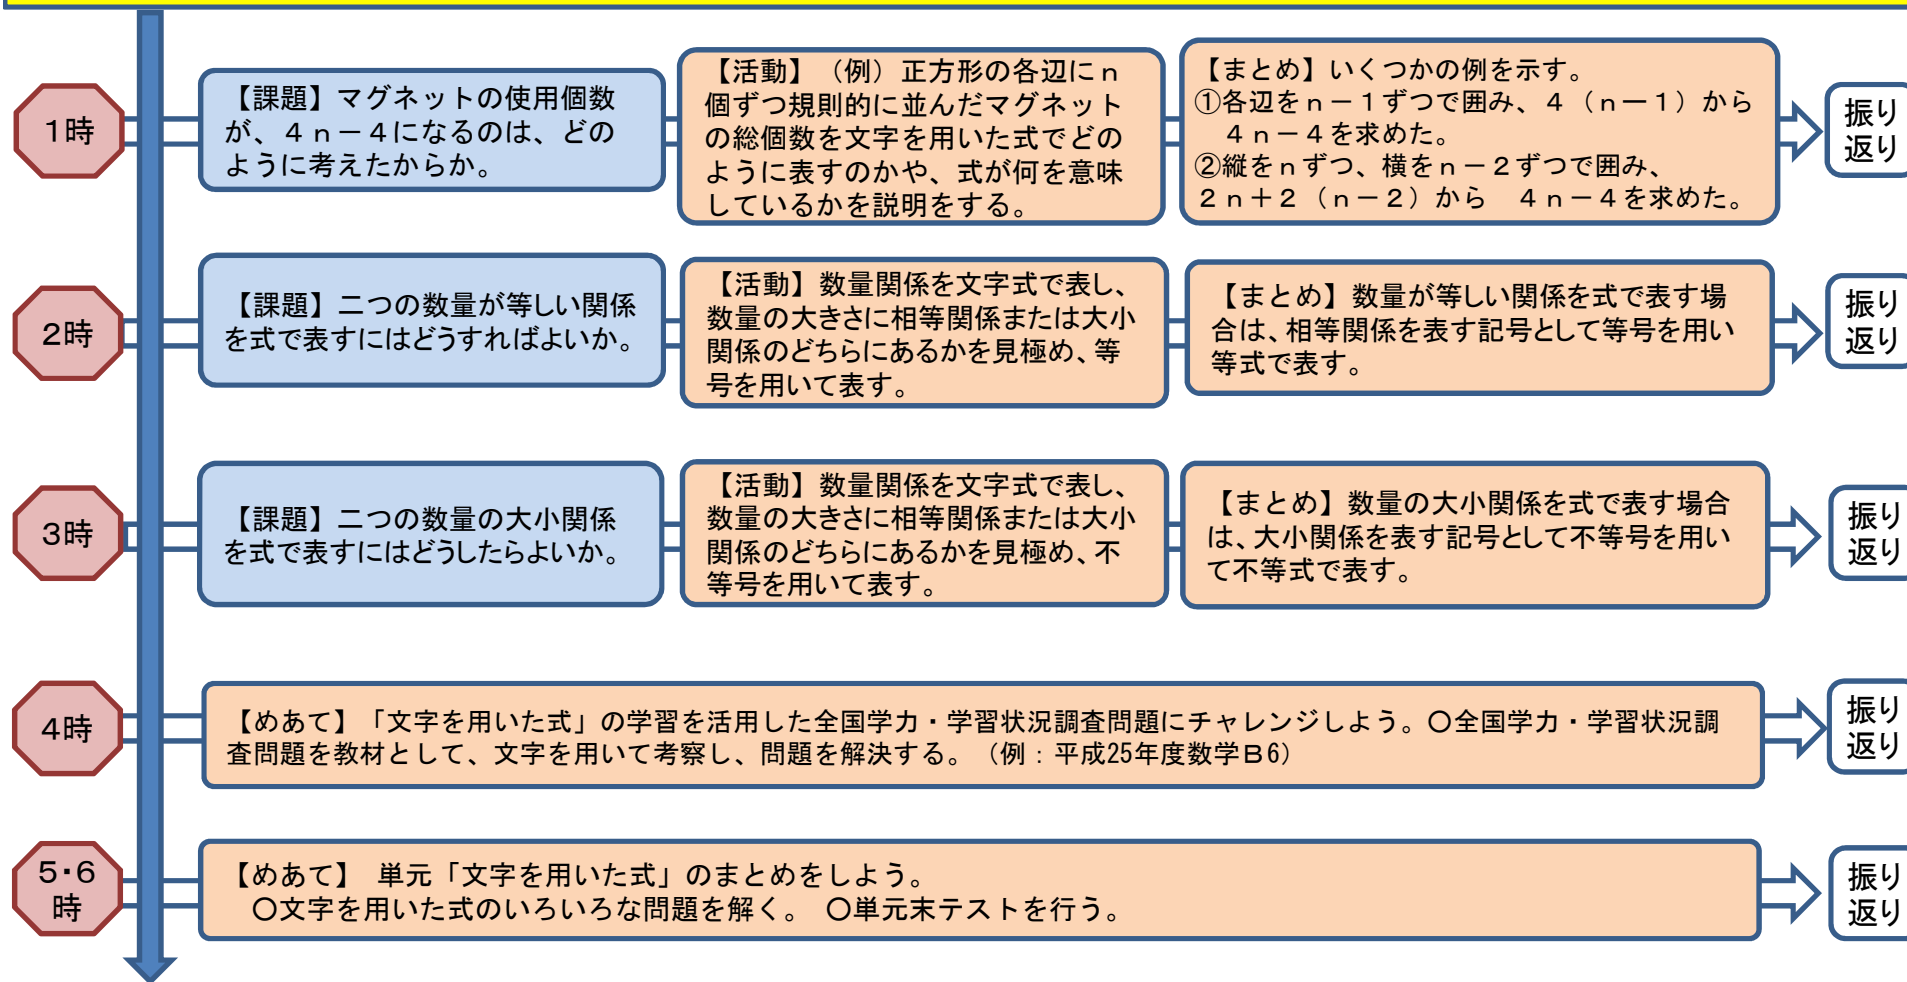 1時
【課題】マグネットの使用個数
が、4n-4になるのは、どの
ように考えたからか。
【活動】（例）正方形の各辺にn
個ずつ規則的に並んだマグネット
の総個数を文字を用いた式でどの
ように表すのかや、式が何を意味
しているかを説明をする。
【まとめ】いくつかの例を示す。
①各辺をn-1ずつで囲み、4（n-1）から
4n-4を求めた。
②縦をnずつ、横をn-2ずつで囲み、
2n+2（n-2）から 4n-4を求めた。
振り
返り
2時
【課題】二つの数量が等しい関係
を式で表すにはどうすればよいか。
【活動】数量関係を文字式で表し、
数量の大きさに相等関係または大小
関係のどちらにあるかを見極め、等
号を用いて表す。
【まとめ】数量が等しい関係を式で表す場
合は、相等関係を表す記号として等号を用い
等式で表す。
振り
返り
3時
【課題】二つの数量の大小関係
を式で表すにはどうしたらよいか。
【活動】数量関係を文字式で表し、
数量の大きさに相等関係または大小
関係のどちらにあるかを見極め、不
等号を用いて表す。
【まとめ】数量の大小関係を式で表す場合
は、大小関係を表す記号として不等号を用い
て不等式で表す。
振り
返り
4時
【めあて】「文字を用いた式」の学習を活用した全国学力・学習状況調査問題にチャレンジしよう。〇全国学力・学習状況調
査問題を教材として、文字を用いて考察し、問題を解決する。（例：平成25年度数学B6）
振り
返り
5・6
時
【めあて】 単元「文字を用いた式」のまとめをしよう。
〇文字を用いた式のいろいろな問題を解く。 〇単元末テストを行う。
振り
返り